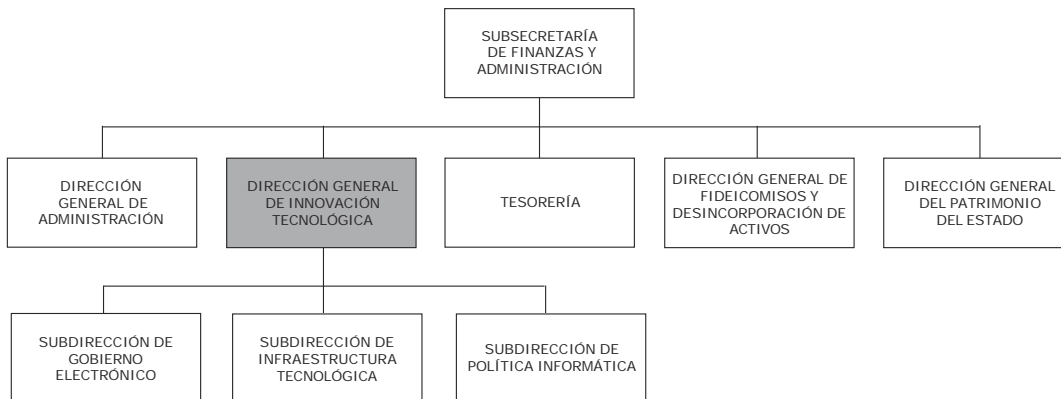 SUBSECRETARÍA
DE FINANZAS Y
ADMINISTRACIÓN
DIRECCIÓN
GENERAL DE
ADMINISTRACIÓN
DIRECCIÓN GENERAL
DE INNOVACIÓN
TECNOLÓGICA
TESORERÍA
DIRECCIÓN GENERAL DE
FIDEICOMISOS Y
DESINCORPORACIÓN DE
ACTIVOS
DIRECCIÓN GENERAL
DEL PATRIMONIO
DEL ESTADO
SUBDIRECCIÓN DE
GOBIERNO
ELECTRÓNICO
SUBDIRECCIÓN DE
INFRAESTRUCTURA
TECNOLÓGICA
SUBDIRECCIÓN DE
POLÍTICA INFORMÁTICA